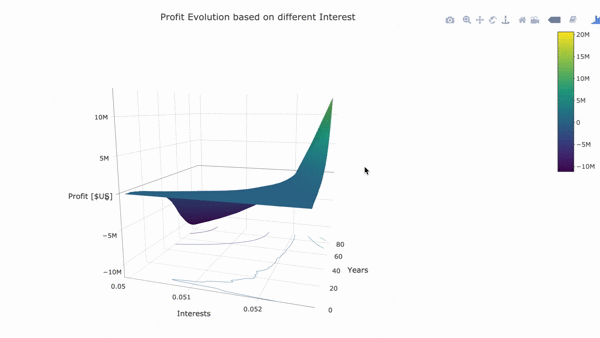 Profit Evolution based on different Interest
20M
15M
10M
5M
0
−5M
−10M
10M
5M
Profit [$US]
0
−5M
−10M
0.05
0.051
0.052
Interests
80
60
40
20
0
Years